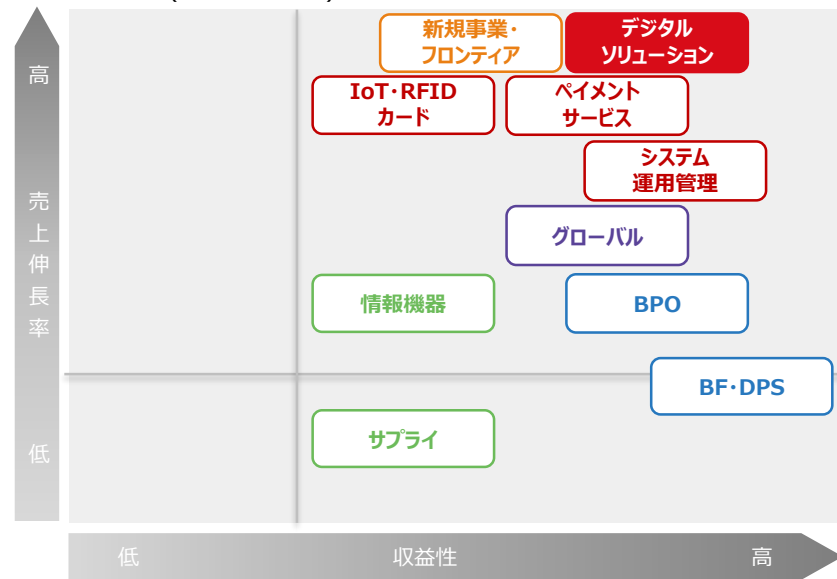 高
売上伸長率
低
新規事業・
フロンティア
デジタル
ソリューション
IoT・RFID
カード
ペイメント
サービス
システム
運用管理
グローバル
情報機器
BPO
BF・DPS
サプライ
低
収益性
高